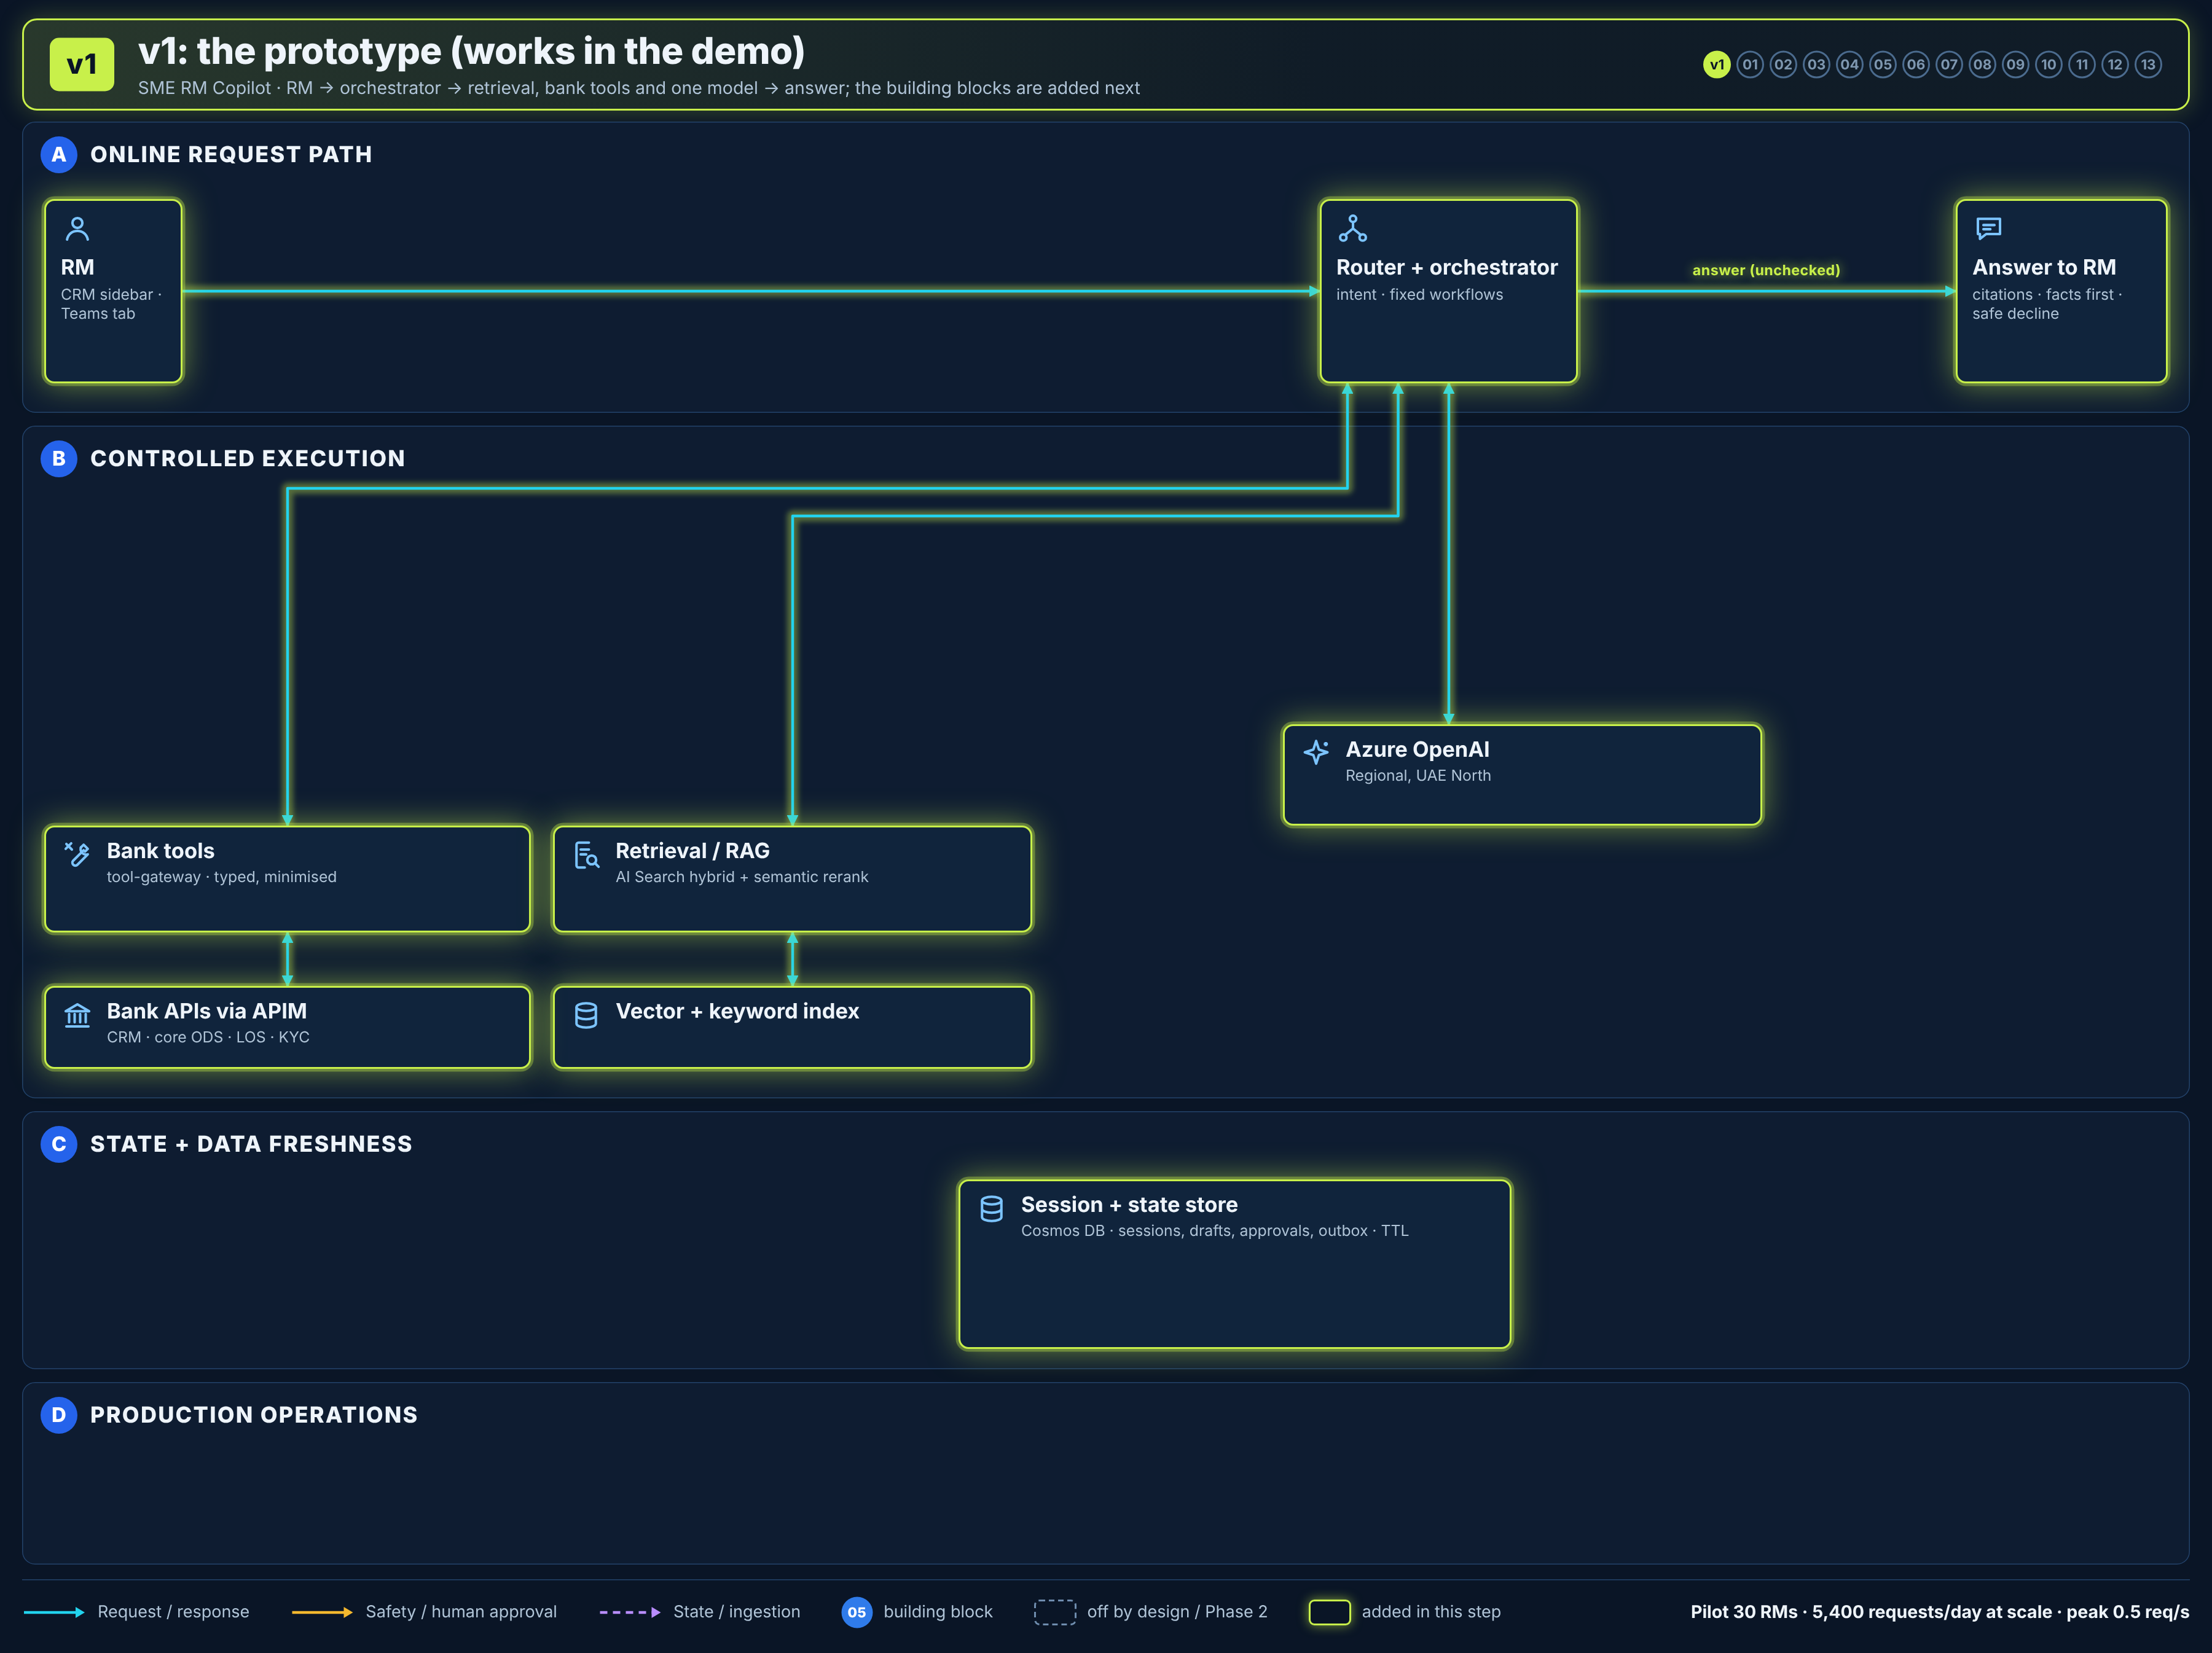 v1
v1: the prototype (works in the demo)
SME RM Copilot · RM → orchestrator → retrieval, bank tools and one model → answer; the building blocks are added next
v1 01 02 03 04 05 06 07 08 09 10 11 12 13
A ONLINE REQUEST PATH
RM
CRM sidebar ·
Teams tab
Router + orchestrator
intent · fixed workflows
answer (unchecked)
Answer to RM
citations · facts first ·
safe decline
B CONTROLLED EXECUTION
Azure OpenAI
Regional, UAE North
Bank tools
tool-gateway · typed, minimised
Retrieval / RAG
AI Search hybrid + semantic rerank
Bank APIs via APIM
CRM · core ODS · LOS · KYC
Vector + keyword index
C STATE + DATA FRESHNESS
Session + state store
Cosmos DB · sessions, drafts, approvals, outbox · TTL
D PRODUCTION OPERATIONS
Request / response
Safety / human approval
State / ingestion
05 building block
off by design / Phase 2
added in this step
Pilot 30 RMs · 5,400 requests/day at scale · peak 0.5 req/s